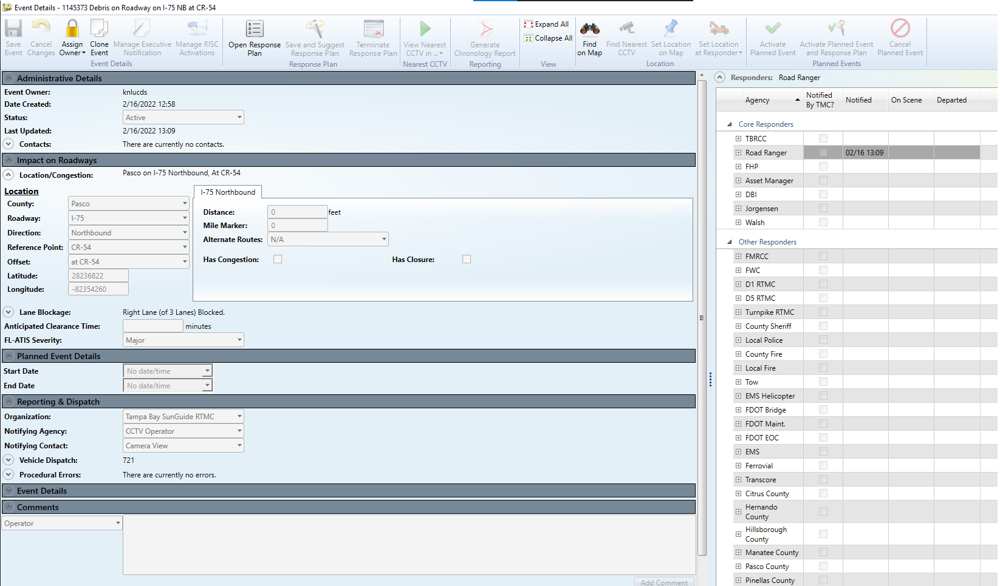 Event Details - 1145373 Debris on Roadway on I-75 NB at CR-54
Save Event
Cancel Changes
Assign Owner
Clone Event
Manage Executive Notification
Manage RISC Activations
Event Details
Open Response Plan
Save and Suggest Response Plan
Terminate Response Plan
Response Plan
View Nearest CCTV in ...
Nearest CCTV
Generate Chronology Report
Reporting
Expand All
Collapse All
View
Find on Map
Find Nearest CCTV
Set Location on Map
Set Location at Responder
Location
Activate Planned Event
Activate Planned Event and Response Plan
Cancel Planned Event
Planned Events
Administrative Details
Event Owner: knlucds
Date Created: 2/16/2022 12:58
Status: Active
Last Updated: 2/16/2022 13:09
Contacts: There are currently no contacts.
Impact on Roadways
Location/Congestion: Pasco on I-75 Northbound, At CR-54
Location
County: Pasco
Roadway: I-75
Direction: Northbound
Reference Point: CR-54
Offset: at CR-54
Latitude: 28236822
Longitude: -82354260
I-75 Northbound
Distance: 0 feet
Mile Marker: 0
Alternate Routes: N/A
Has Congestion: Has Closure:
Lane Blockage: Right Lane (of 3 Lanes) Blocked.
Anticipated Clearance Time: minutes
FL-ATIS Severity: Major
Planned Event Details
Start Date No date/time
End Date No date/time
Reporting & Dispatch
Organization: Tampa Bay SunGuide RTMC
Notifying Agency: CCTV Operator
Notifying Contact: Camera View
Vehicle Dispatch: 721
Procedural Errors: There are currently no errors.
Event Details
Comments
Operator
Add Comment
Responders: Road Ranger
Agency Notified By TMC? Notified On Scene Departed
Core Responders
TBRCC
Road Ranger 02/16 13:09
FHP
Asset Manager
DBI
Jorgensen
Walsh
Other Responders
FMRCC
FWC
D1 RTMC
D5 RTMC
Turnpike RTMC
County Sheriff
Local Police
County Fire
Local Fire
Tow
EMS Helicopter
FDOT Bridge
FDOT Maint.
FDOT EOC
EMS
Ferrovial
Transcore
Citrus County
Hernando County
Hillsborough County
Manatee County
Pasco County
Pinellas County